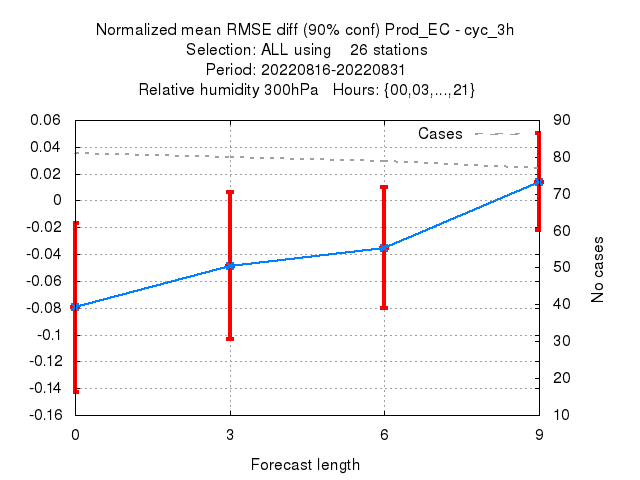 Normalized mean RMSE diff (90% conf) Prod_EC - cyc_3h
Selection: ALL using    26 stations
Period: 20220816-20220831
Relative humidity 300hPa   Hours: {00,03,...,21}
Cases
0.06
0.04
0.02
0
-0.02
-0.04
-0.06
-0.08
-0.1
-0.12
-0.14
-0.16
90
80
70
60
50
40
30
20
10
No cases
0 3 6 9
Forecast length